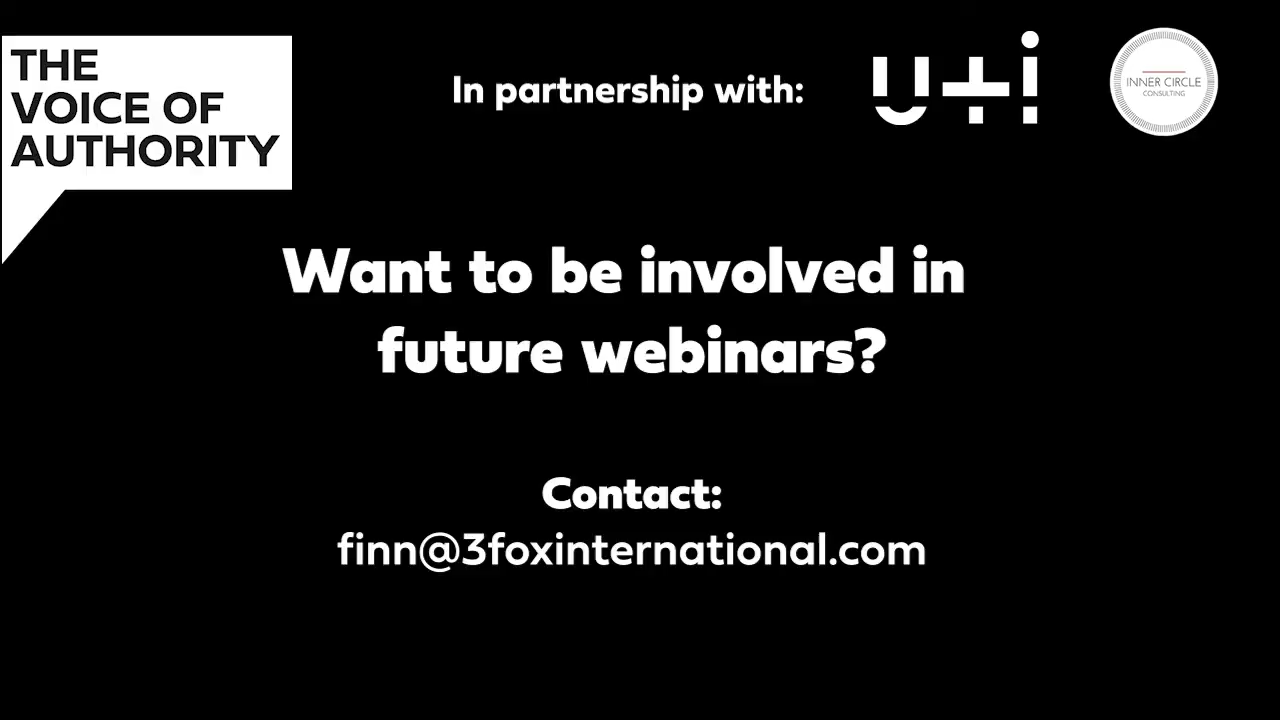 THE
VOICE OF
AUTHORITY
In partnership with:
u+i
INNER CIRCLE
CONSULTING
Want to be involved in
future webinars?
Contact:
finn@3foxinternational.com